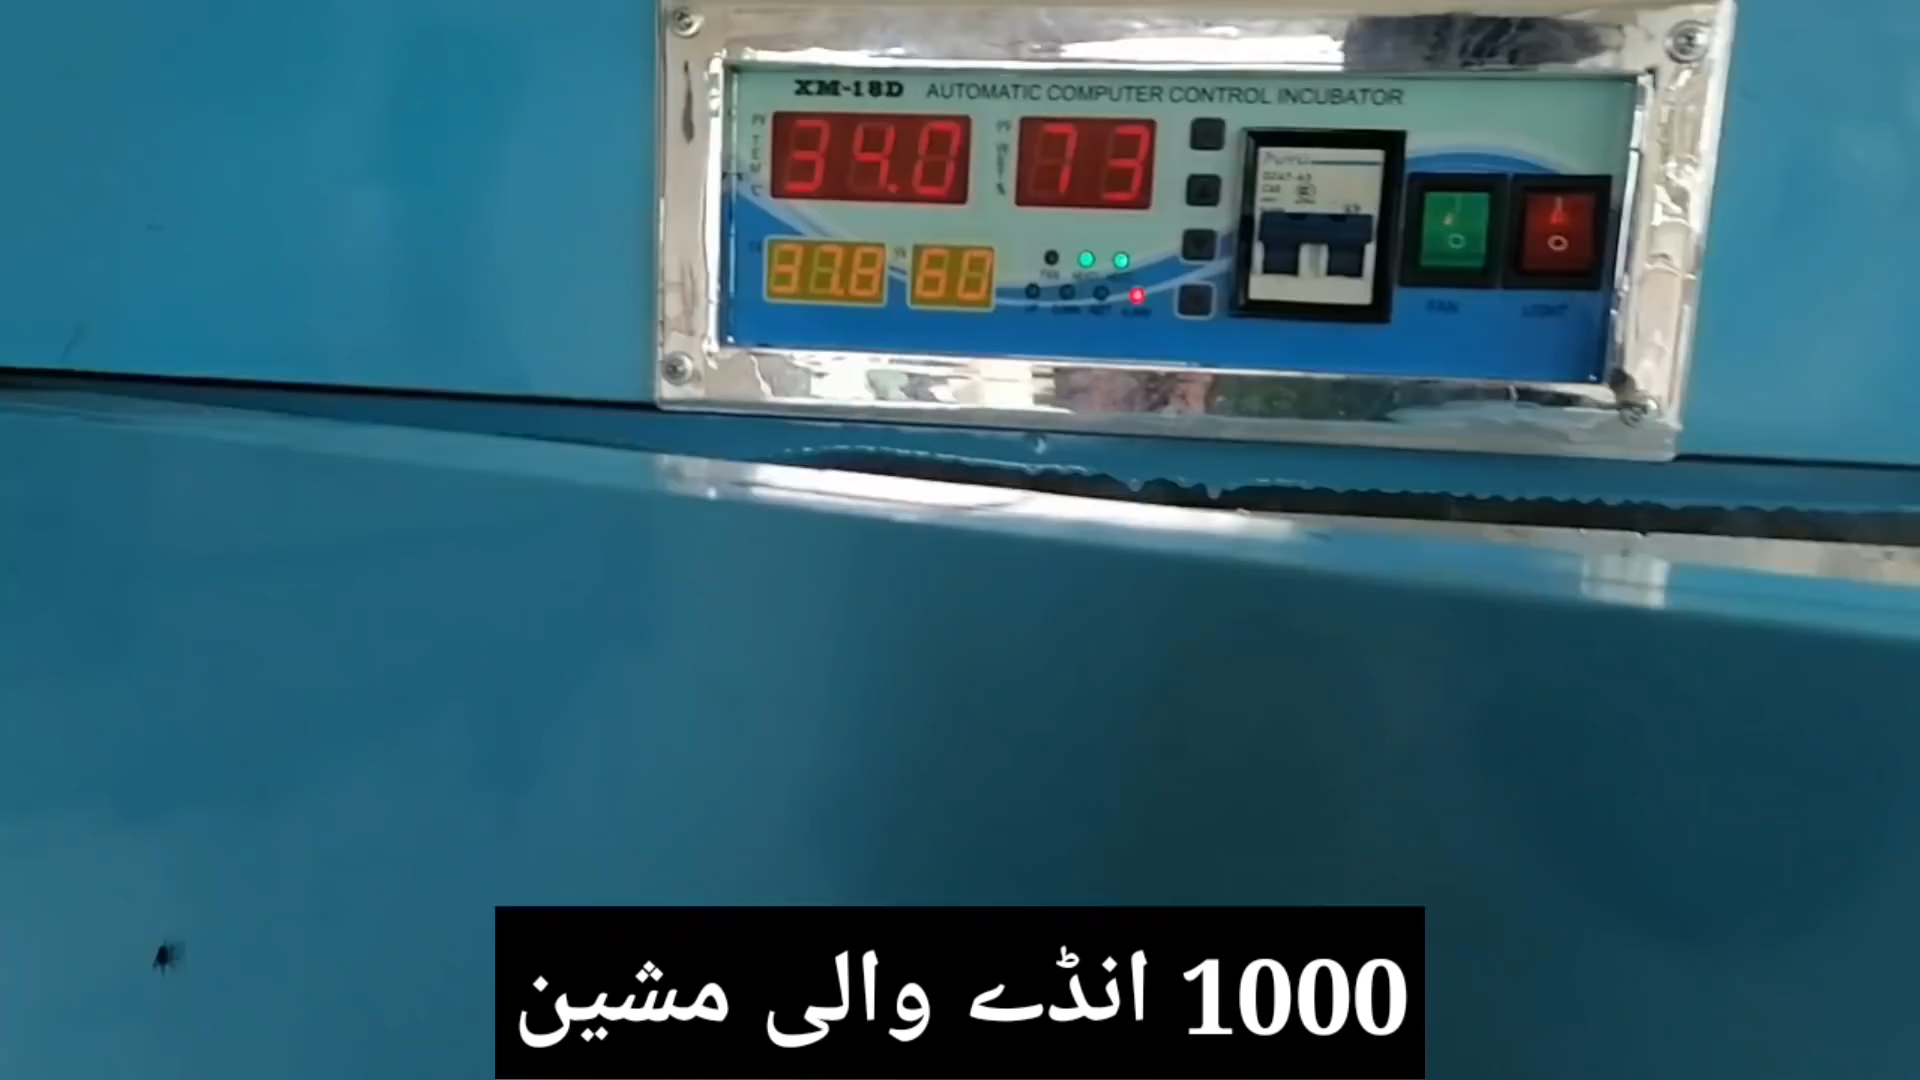 XM-18D AUTOMATIC COMPUTER CONTROL INCUBATOR
34.0 73
37.8 60
FAN LIGHT
1000 انڈے والی مشین